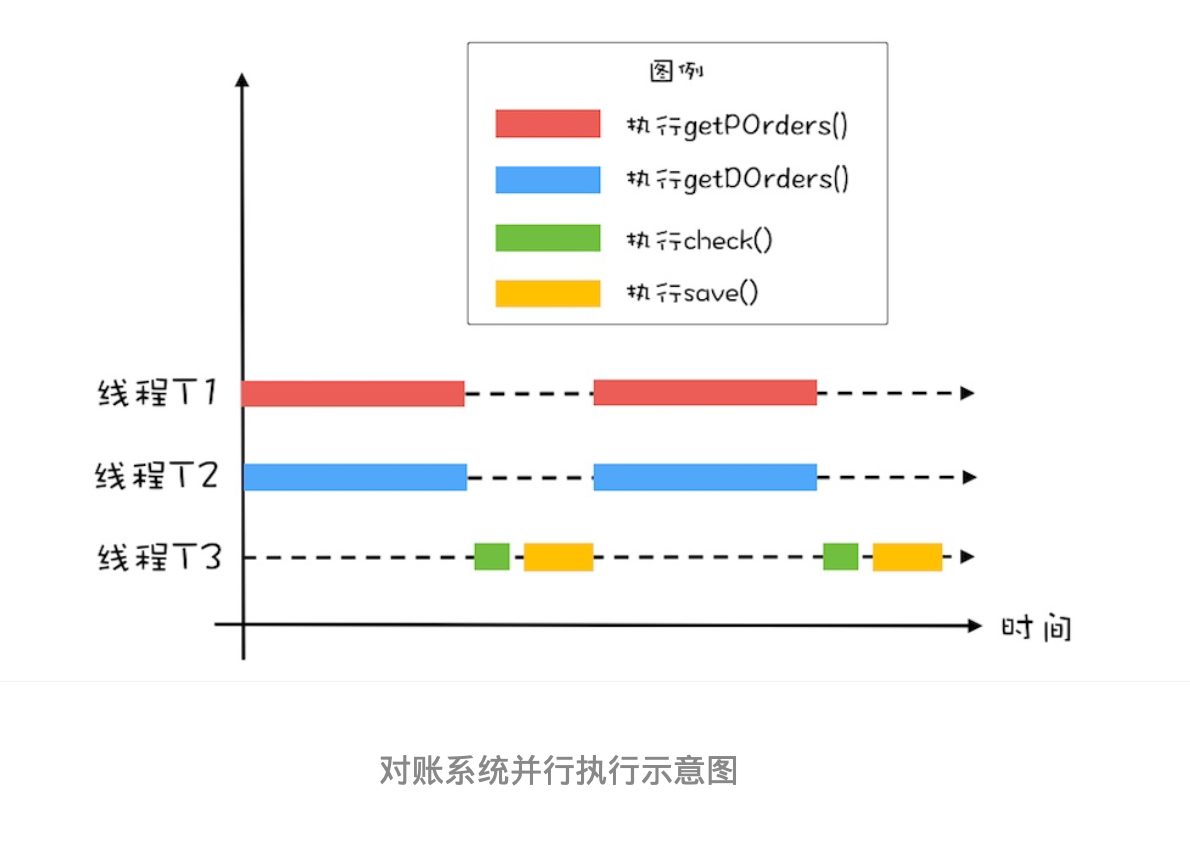 图例
执行getPOrders()
执行getDOrders()
执行check()
执行save()
线程T1
线程T2
线程T3
时间
对账系统并行执行示意图